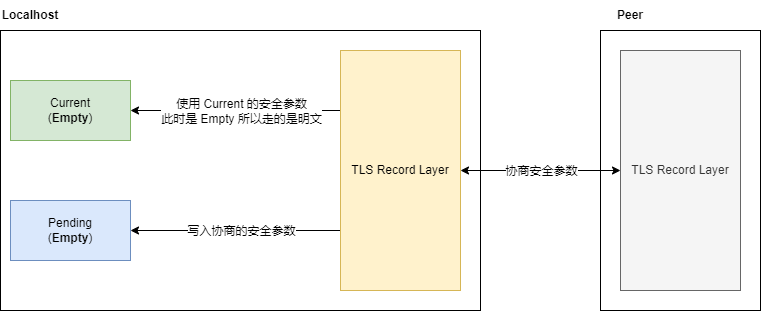 Localhost
Peer
Current
(Empty)
使用 Current 的安全参数
此时是 Empty 所以走的是明文
TLS Record Layer
协商安全参数
TLS Record Layer
Pending
(Empty)
写入协商的安全参数